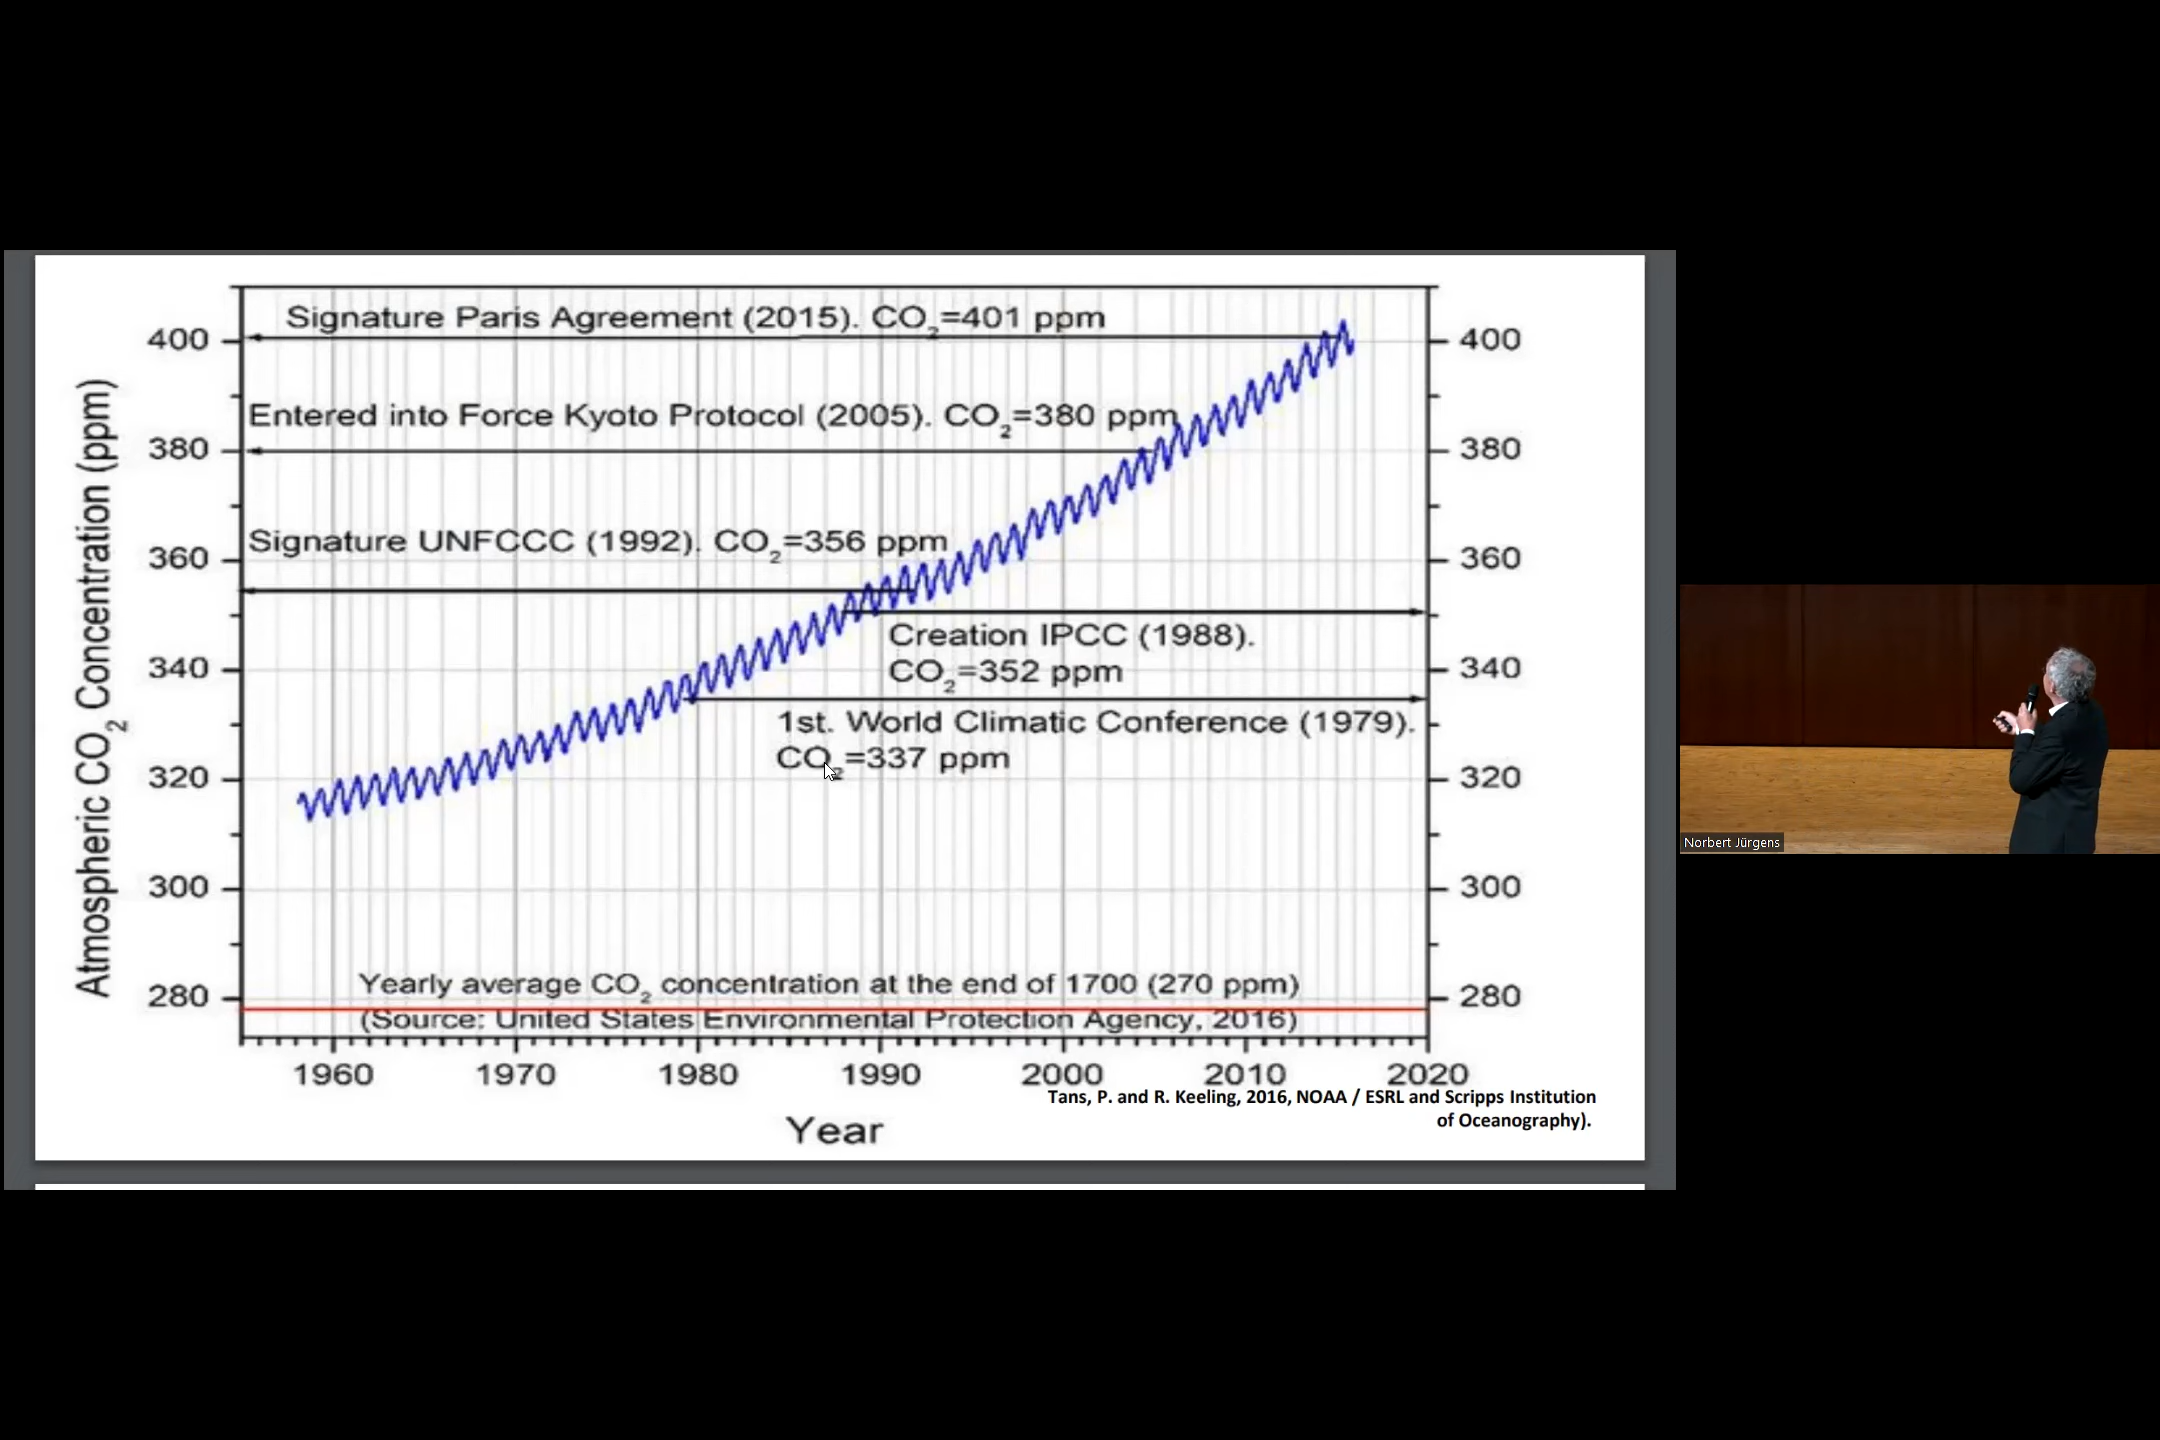 Signature Paris Agreement (2015). CO2=401 ppm
400
400
Entered into Force Kyoto Protocol (2005). CO2=380 ppm
380
380
Signature UNFCCC (1992). CO2=356 ppm
360
360
Creation IPCC (1988).
CO2=352 ppm
340
340
1st. World Climatic Conference (1979).
CO2=337 ppm
320
320
300
300
Yearly average CO2 concentration at the end of 1700 (270 ppm)
280
280
(Source: United States Environmental Protection Agency, 2016)
Atmospheric CO2 Concentration (ppm)
1960 1970 1980 1990 2000 2010 2020
Year
Tans, P. and R. Keeling, 2016, NOAA / ESRL and Scripps Institution
of Oceanography).
Norbert Jürgens